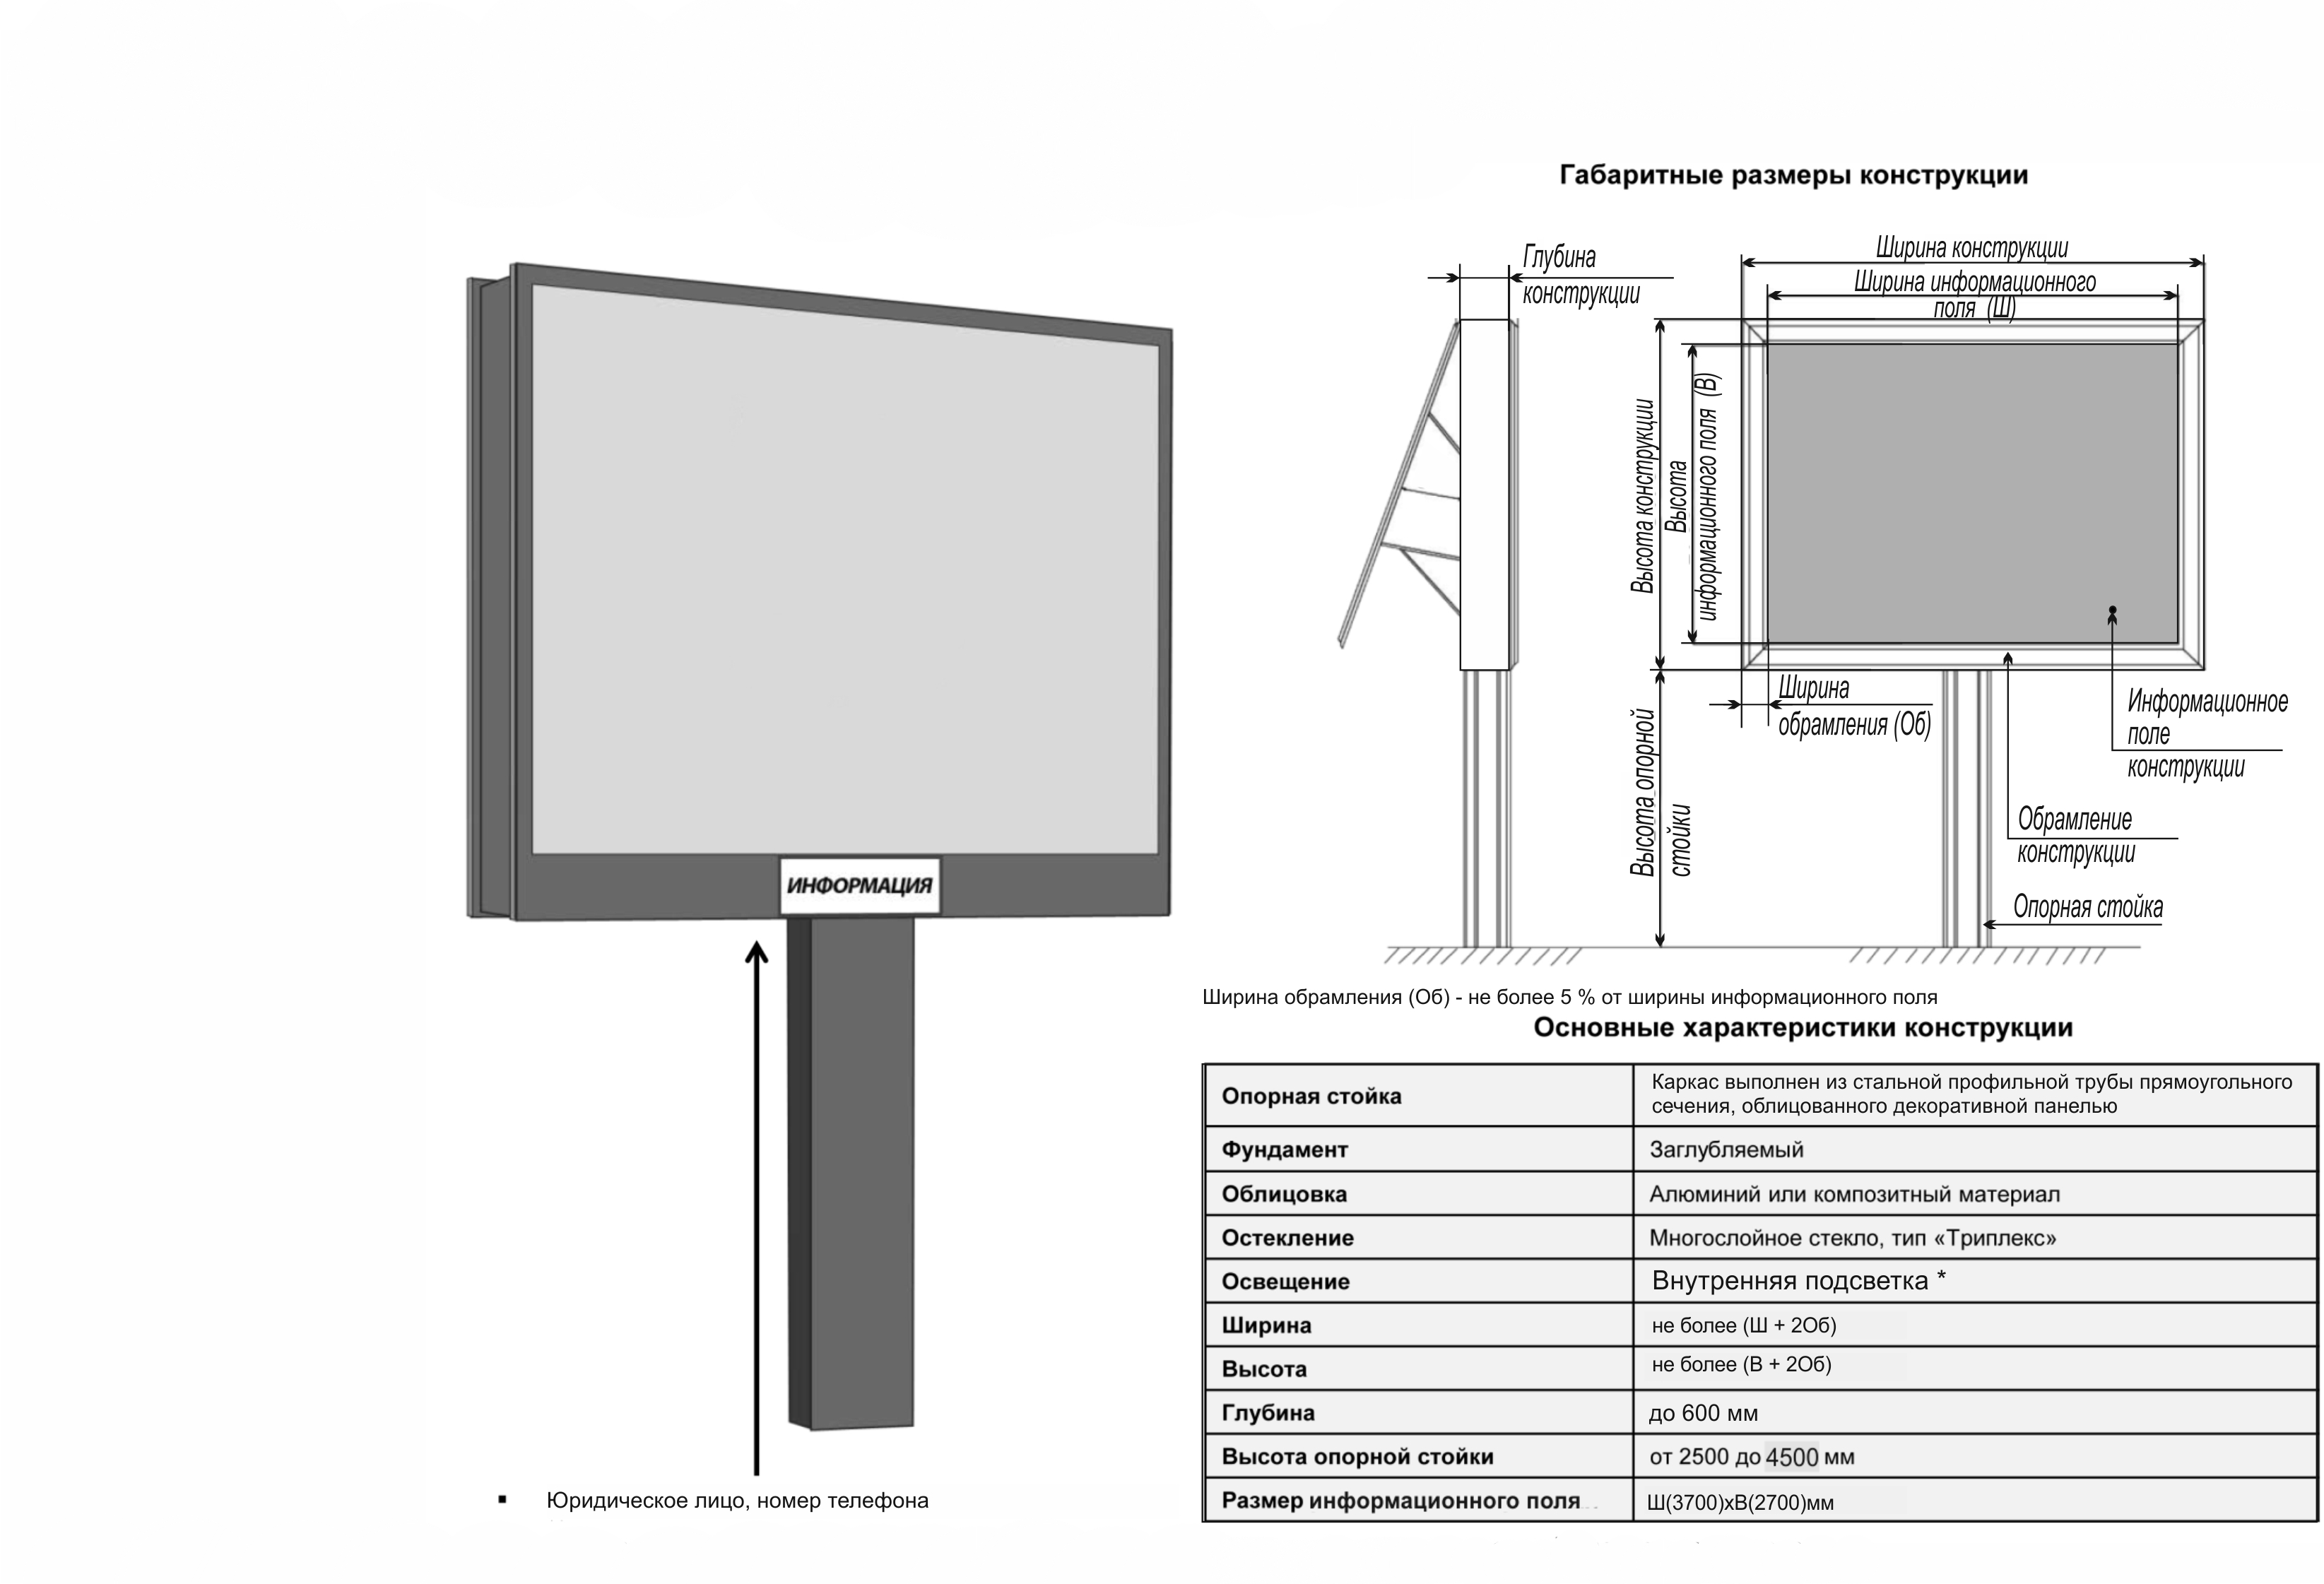 Габаритные размеры конструкции
Глубина
конструкции
Ширина конструкции
Ширина информационного
поля (Ш)
Высота конструкции
Высота
информационного поля (В)
Ширина
обрамления (Об)
Высота опорной
стойки
Информационное
поле
конструкции
Обрамление
конструкции
Опорная стойка
ИНФОРМАЦИЯ
▪ Юридическое лицо, номер телефона
Ширина обрамления (Об) - не более 5 % от ширины информационного поля
Основные характеристики конструкции
Опорная стойка
Каркас выполнен из стальной профильной трубы прямоугольного
сечения, облицованного декоративной панелью
Фундамент
Заглубляемый
Облицовка
Алюминий или композитный материал
Остекление
Многослойное стекло, тип «Триплекс»
Освещение
Внутренняя подсветка *
Ширина
не более (Ш + 2Об)
Высота
не более (В + 2Об)
Глубина
до 600 мм
Высота опорной стойки
от 2500 до 4500 мм
Размер информационного поля
Ш(3700)хВ(2700)мм